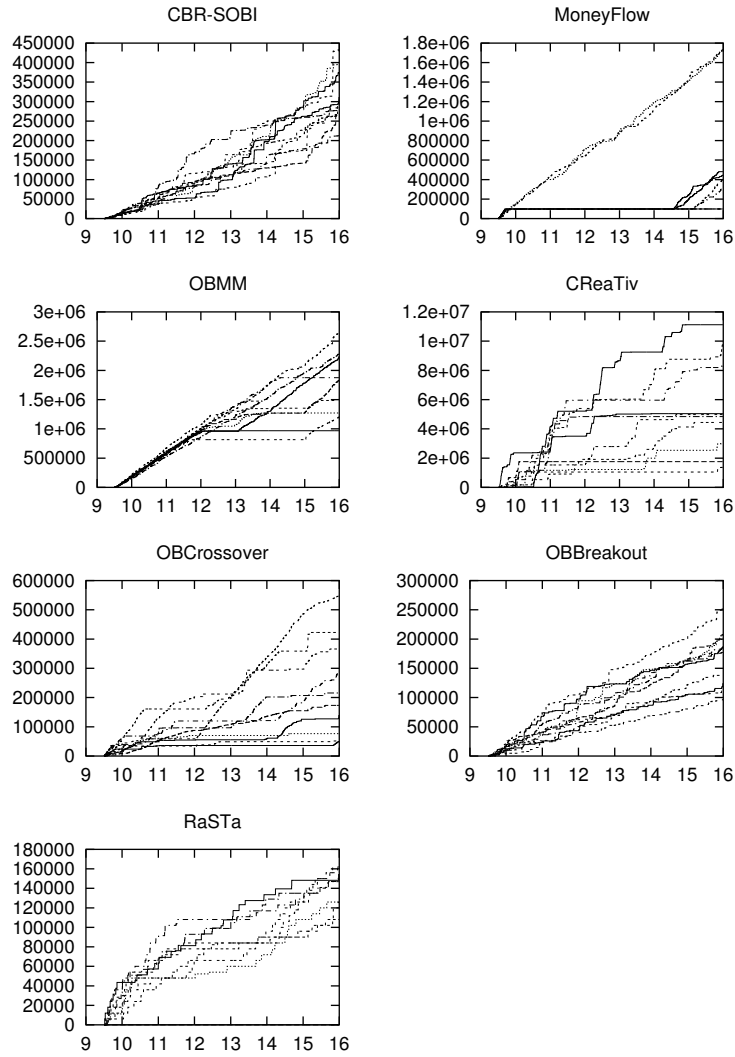 CBR-SOBI
450000
400000
350000
300000
250000
200000
150000
100000
50000
0
9 10 11 12 13 14 15 16
MoneyFlow
1.8e+06
1.6e+06
1.4e+06
1.2e+06
1e+06
800000
600000
400000
200000
0
9 10 11 12 13 14 15 16
OBMM
3e+06
2.5e+06
2e+06
1.5e+06
1e+06
500000
0
9 10 11 12 13 14 15 16
CReaTiv
1.2e+07
1e+07
8e+06
6e+06
4e+06
2e+06
0
9 10 11 12 13 14 15 16
OBCrossover
600000
500000
400000
300000
200000
100000
0
9 10 11 12 13 14 15 16
OBBreakout
300000
250000
200000
150000
100000
50000
0
9 10 11 12 13 14 15 16
RaSTa
180000
160000
140000
120000
100000
80000
60000
40000
20000
0
9 10 11 12 13 14 15 16